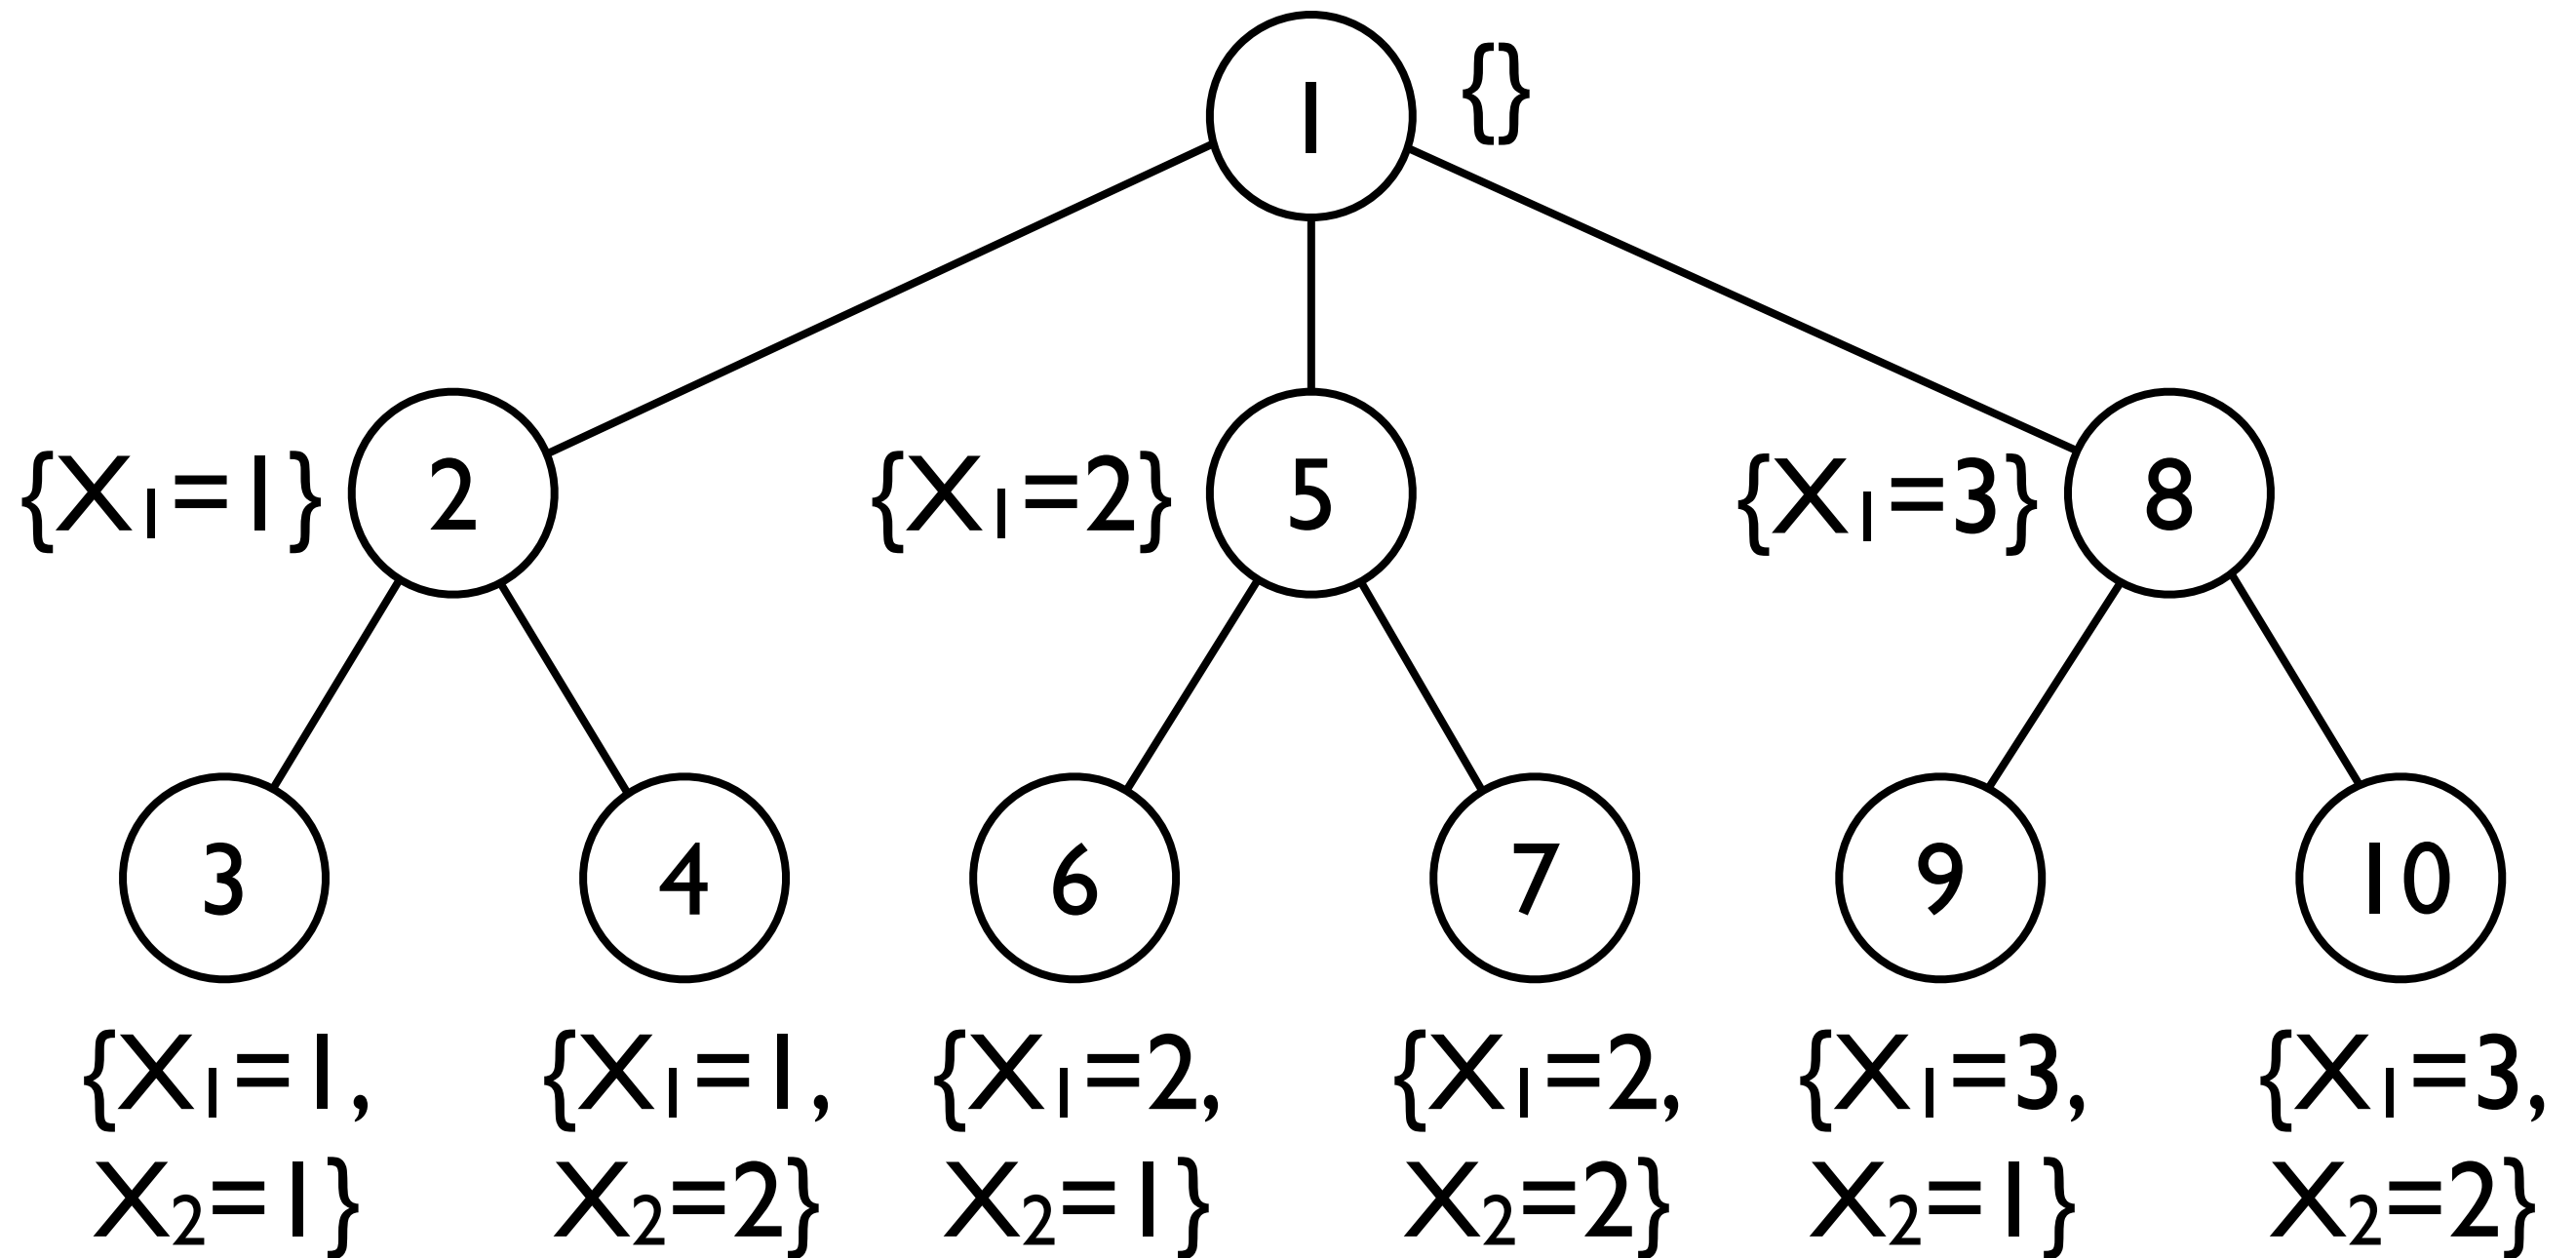 1 {}
{X₁=1} 2 {X₁=2} 5 {X₁=3} 8
3 4 6 7 9 10
{X₁=1, {X₁=1, {X₁=2, {X₁=2, {X₁=3, {X₁=3,
X₂=1} X₂=2} X₂=1} X₂=2} X₂=1} X₂=2}